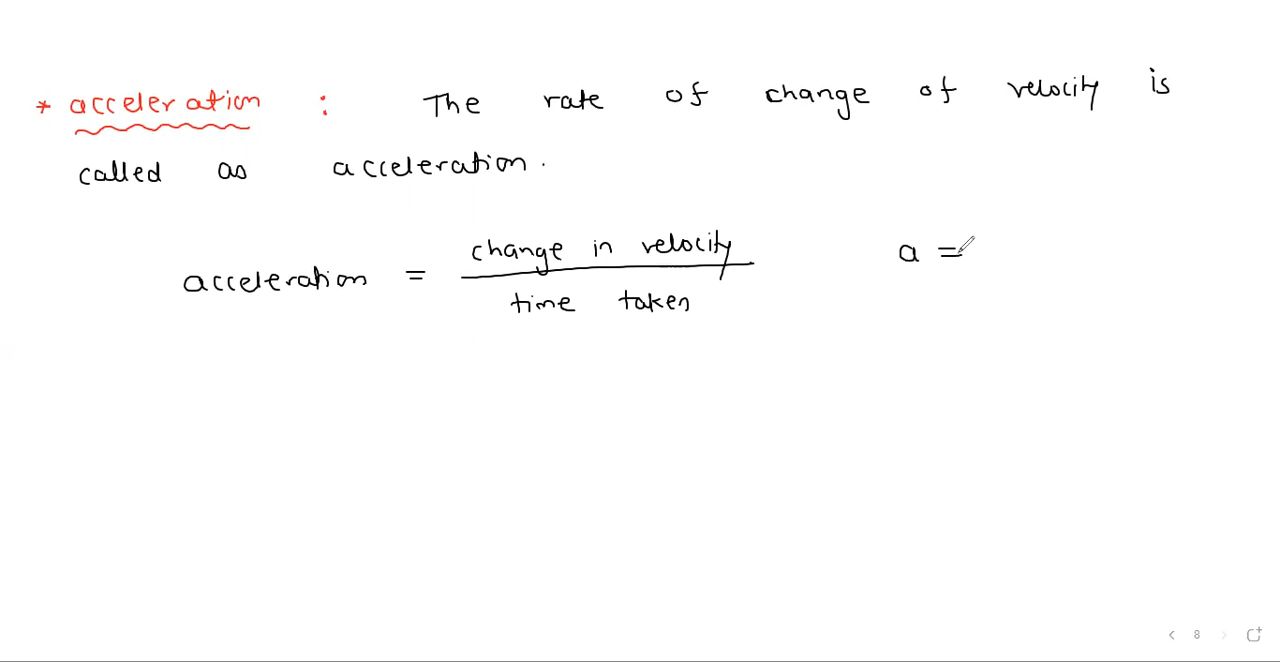 * acceleration : The rate of change of velocity is
called as acceleration.
acceleration = change in velocity / time taken a =
8